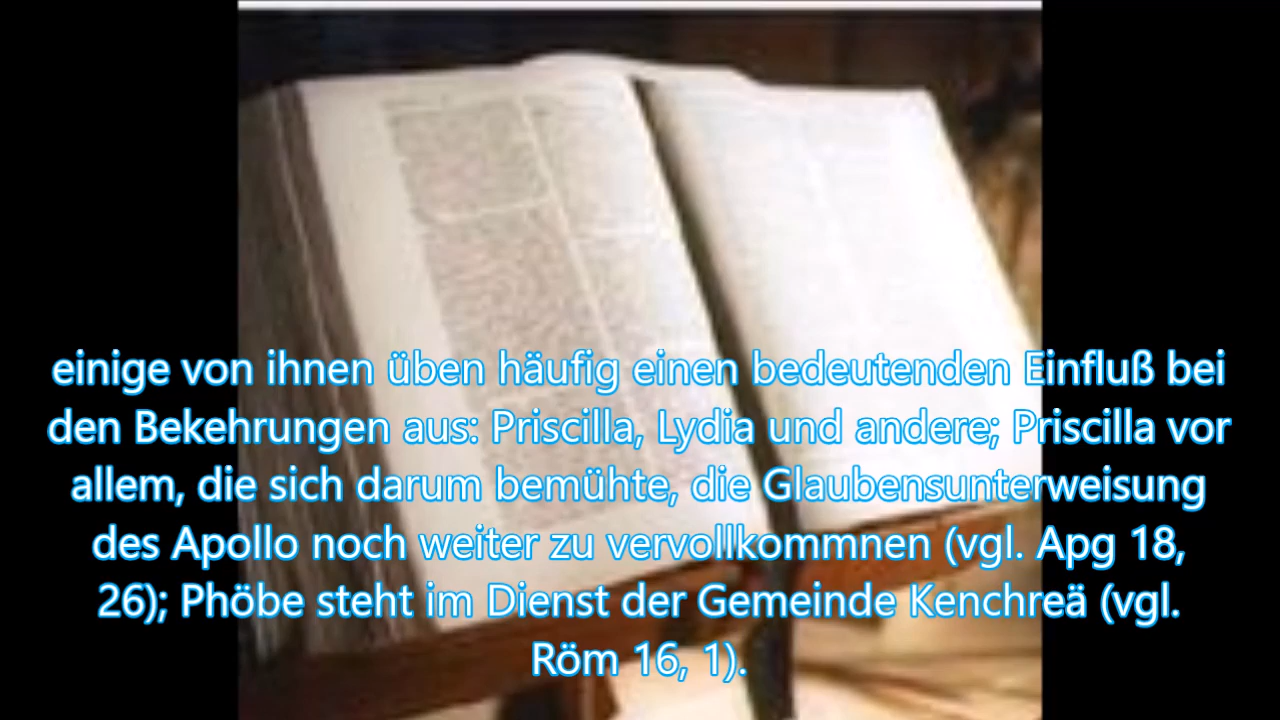 einige von ihnen üben häufig einen bedeutenden Einfluß bei
den Bekehrungen aus: Priscilla, Lydia und andere; Priscilla vor
allem, die sich darum bemühte, die Glaubensunterweisung
des Apollo noch weiter zu vervollkommnen (vgl. Apg 18,
26); Phöbe steht im Dienst der Gemeinde Kenchreä (vgl.
Röm 16, 1).